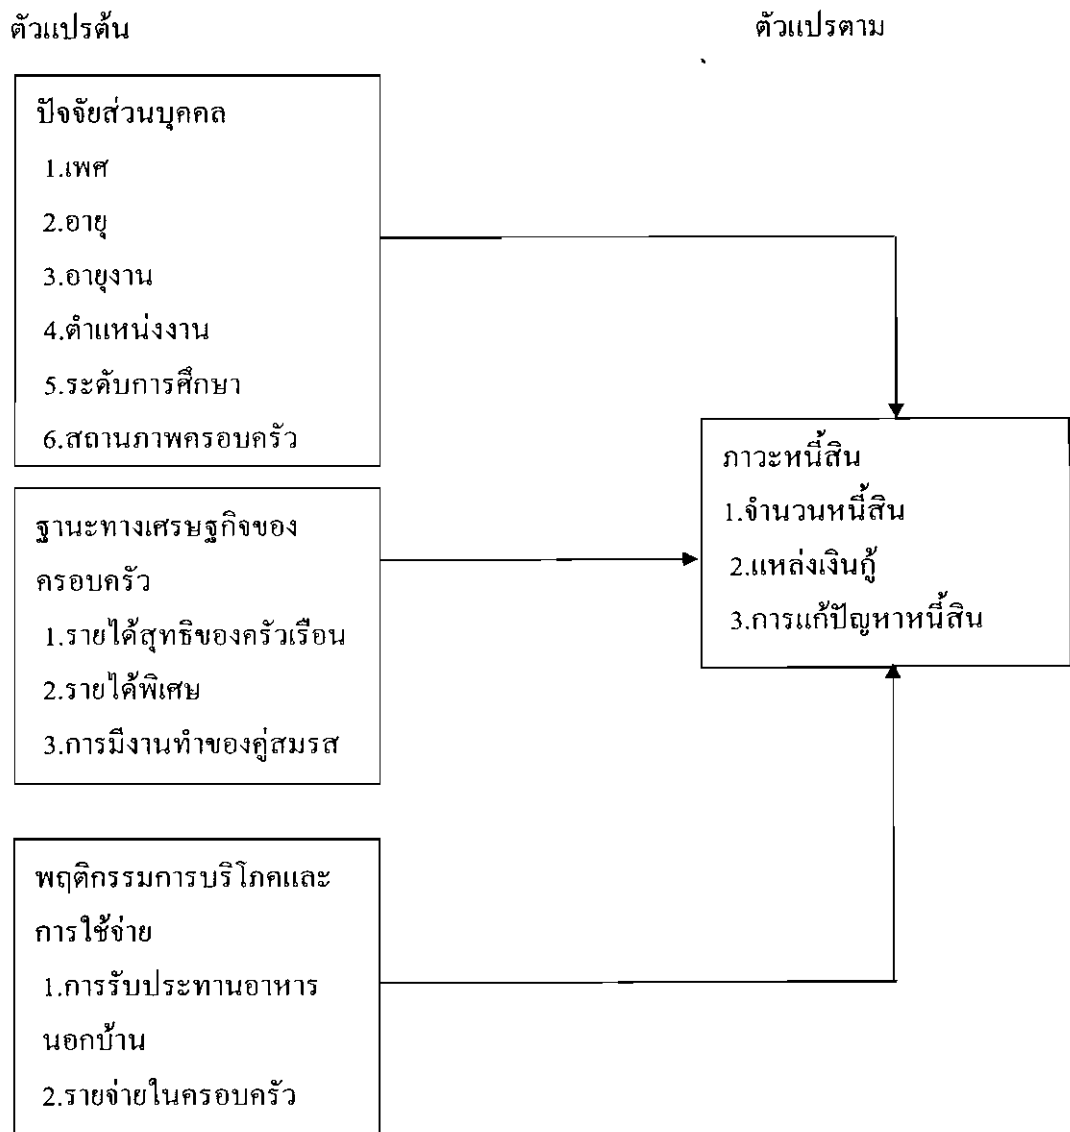 ตัวแปรต้น
ตัวแปรตาม
ปัจจัยส่วนบุคคล
1.เพศ
2.อายุ
3.อายุงาน
4.ตำแหน่งงาน
5.ระดับการศึกษา
6.สถานภาพครอบครัว
ฐานะทางเศรษฐกิจของ
ครอบครัว
1.รายได้สุทธิของครัวเรือน
2.รายได้พิเศษ
3.การมีงานทำของคู่สมรส
พฤติกรรมการบริโภคและ
การใช้จ่าย
1.การรับประทานอาหาร
นอกบ้าน
2.รายจ่ายในครอบครัว
ภาวะหนี้สิน
1.จำนวนหนี้สิน
2.แหล่งเงินกู้
3.การแก้ปัญหาหนี้สิน